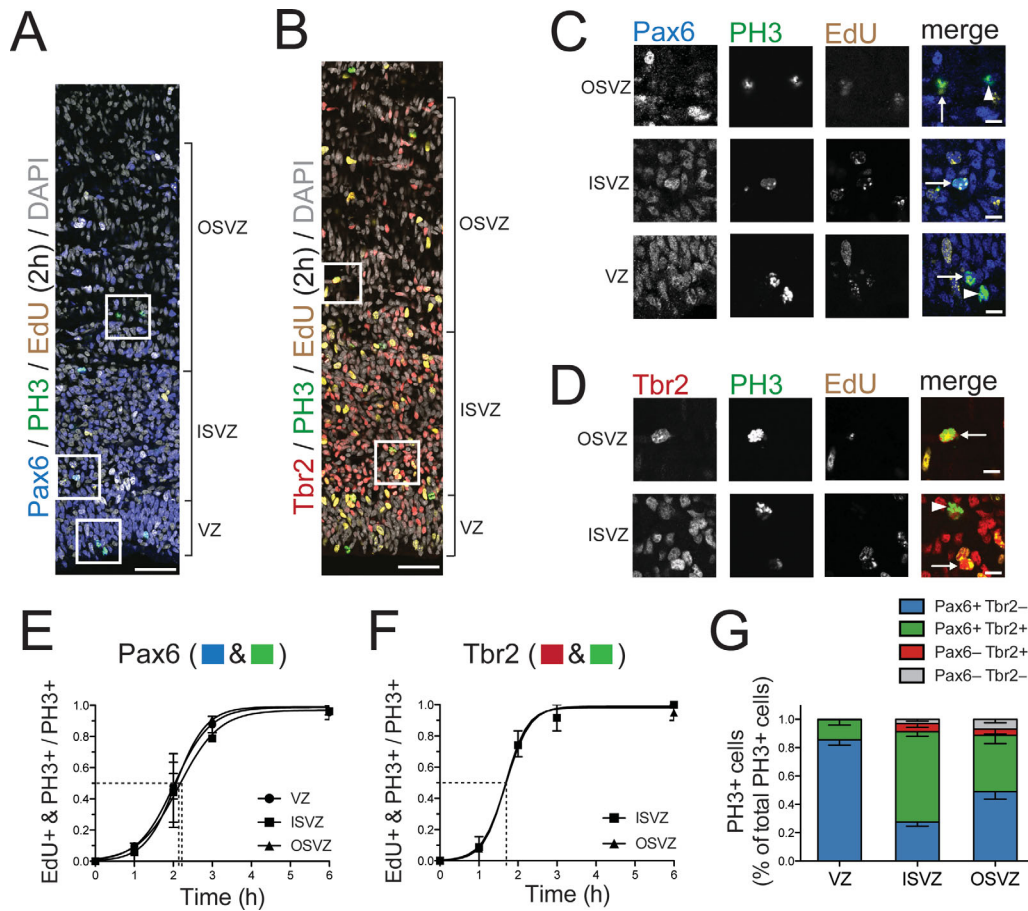 A
Pax6 / PH3 / EdU (2h) / DAPI
OSVZ
ISVZ
VZ
B
Tbr2 / PH3 / EdU (2h) / DAPI
OSVZ
ISVZ
VZ
C
Pax6 PH3 EdU merge
OSVZ
ISVZ
VZ
D
Tbr2 PH3 EdU merge
OSVZ
ISVZ
E
Pax6 ( & )
EdU+ & PH3+ / PH3+
1.0
0.8
0.6
0.4
0.2
0
0 1 2 3 4 5 6
Time (h)
VZ
ISVZ
OSVZ
F
Tbr2 ( & )
EdU+ & PH3+ / PH3+
1.0
0.8
0.6
0.4
0.2
0
0 1 2 3 4 5 6
Time (h)
ISVZ
OSVZ
G
Pax6+ Tbr2–
Pax6+ Tbr2+
Pax6– Tbr2+
Pax6– Tbr2–
PH3+ cells
(% of total PH3+ cells)
1.0
0.8
0.6
0.4
0.2
0.0
VZ ISVZ OSVZ